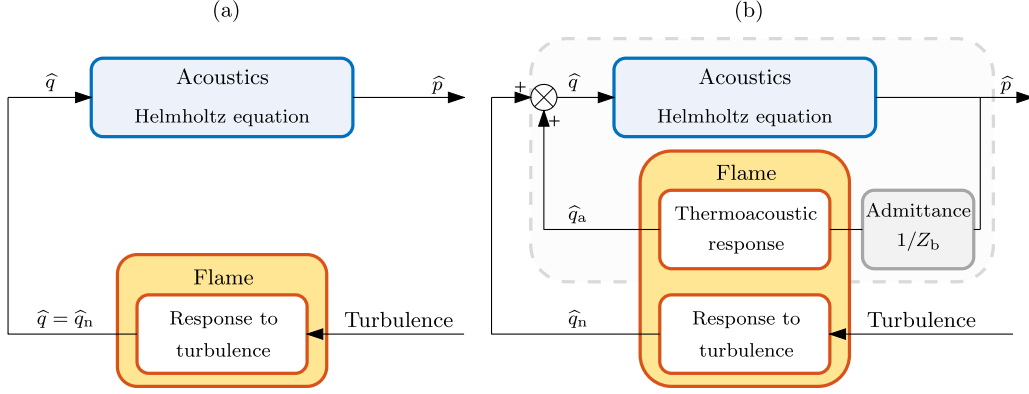 (a)
q̂
Acoustics
Helmholtz equation
p̂
Flame
q̂ = q̂n
Response to
turbulence
Turbulence
(b)
+
q̂
+
Acoustics
Helmholtz equation
p̂
Flame
q̂a
Thermoacoustic
response
Admittance
1/Zb
q̂n
Response to
turbulence
Turbulence